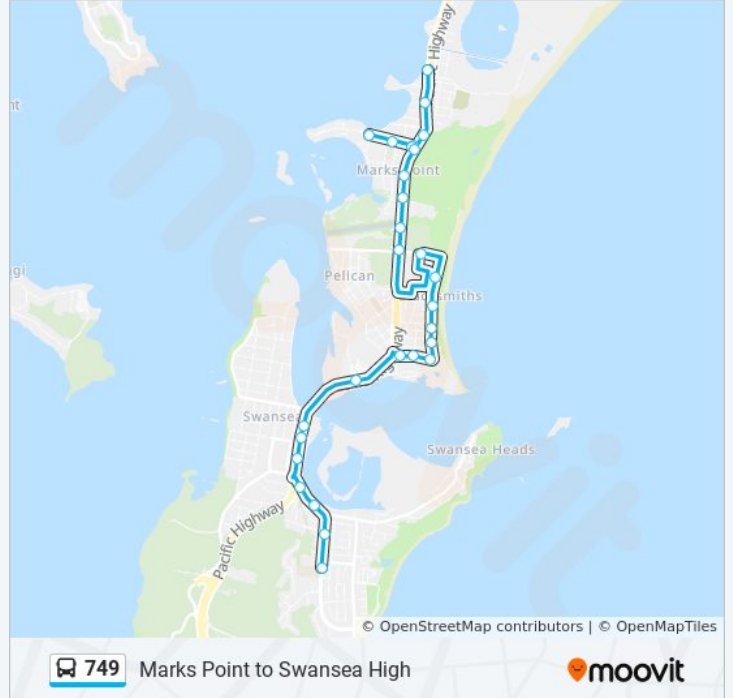 Highway
Marks Point
Pelican
Swansea
Swansea Heads
Pacific Highway
© OpenStreetMap contributors | © OpenMapTiles
749 Marks Point to Swansea High
moovit